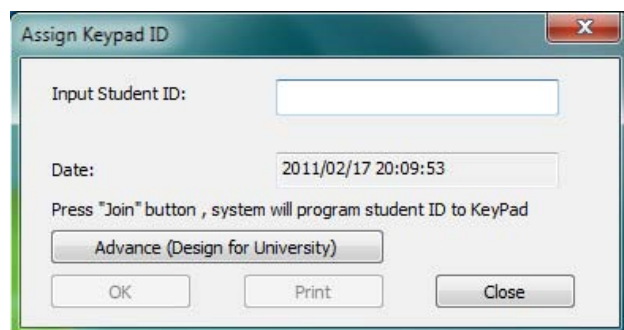 Assign Keypad ID
Input Student ID:
Date: 2011/02/17 20:09:53
Press "Join" button , system will program student ID to KeyPad
Advance (Design for University)
OK Print Close